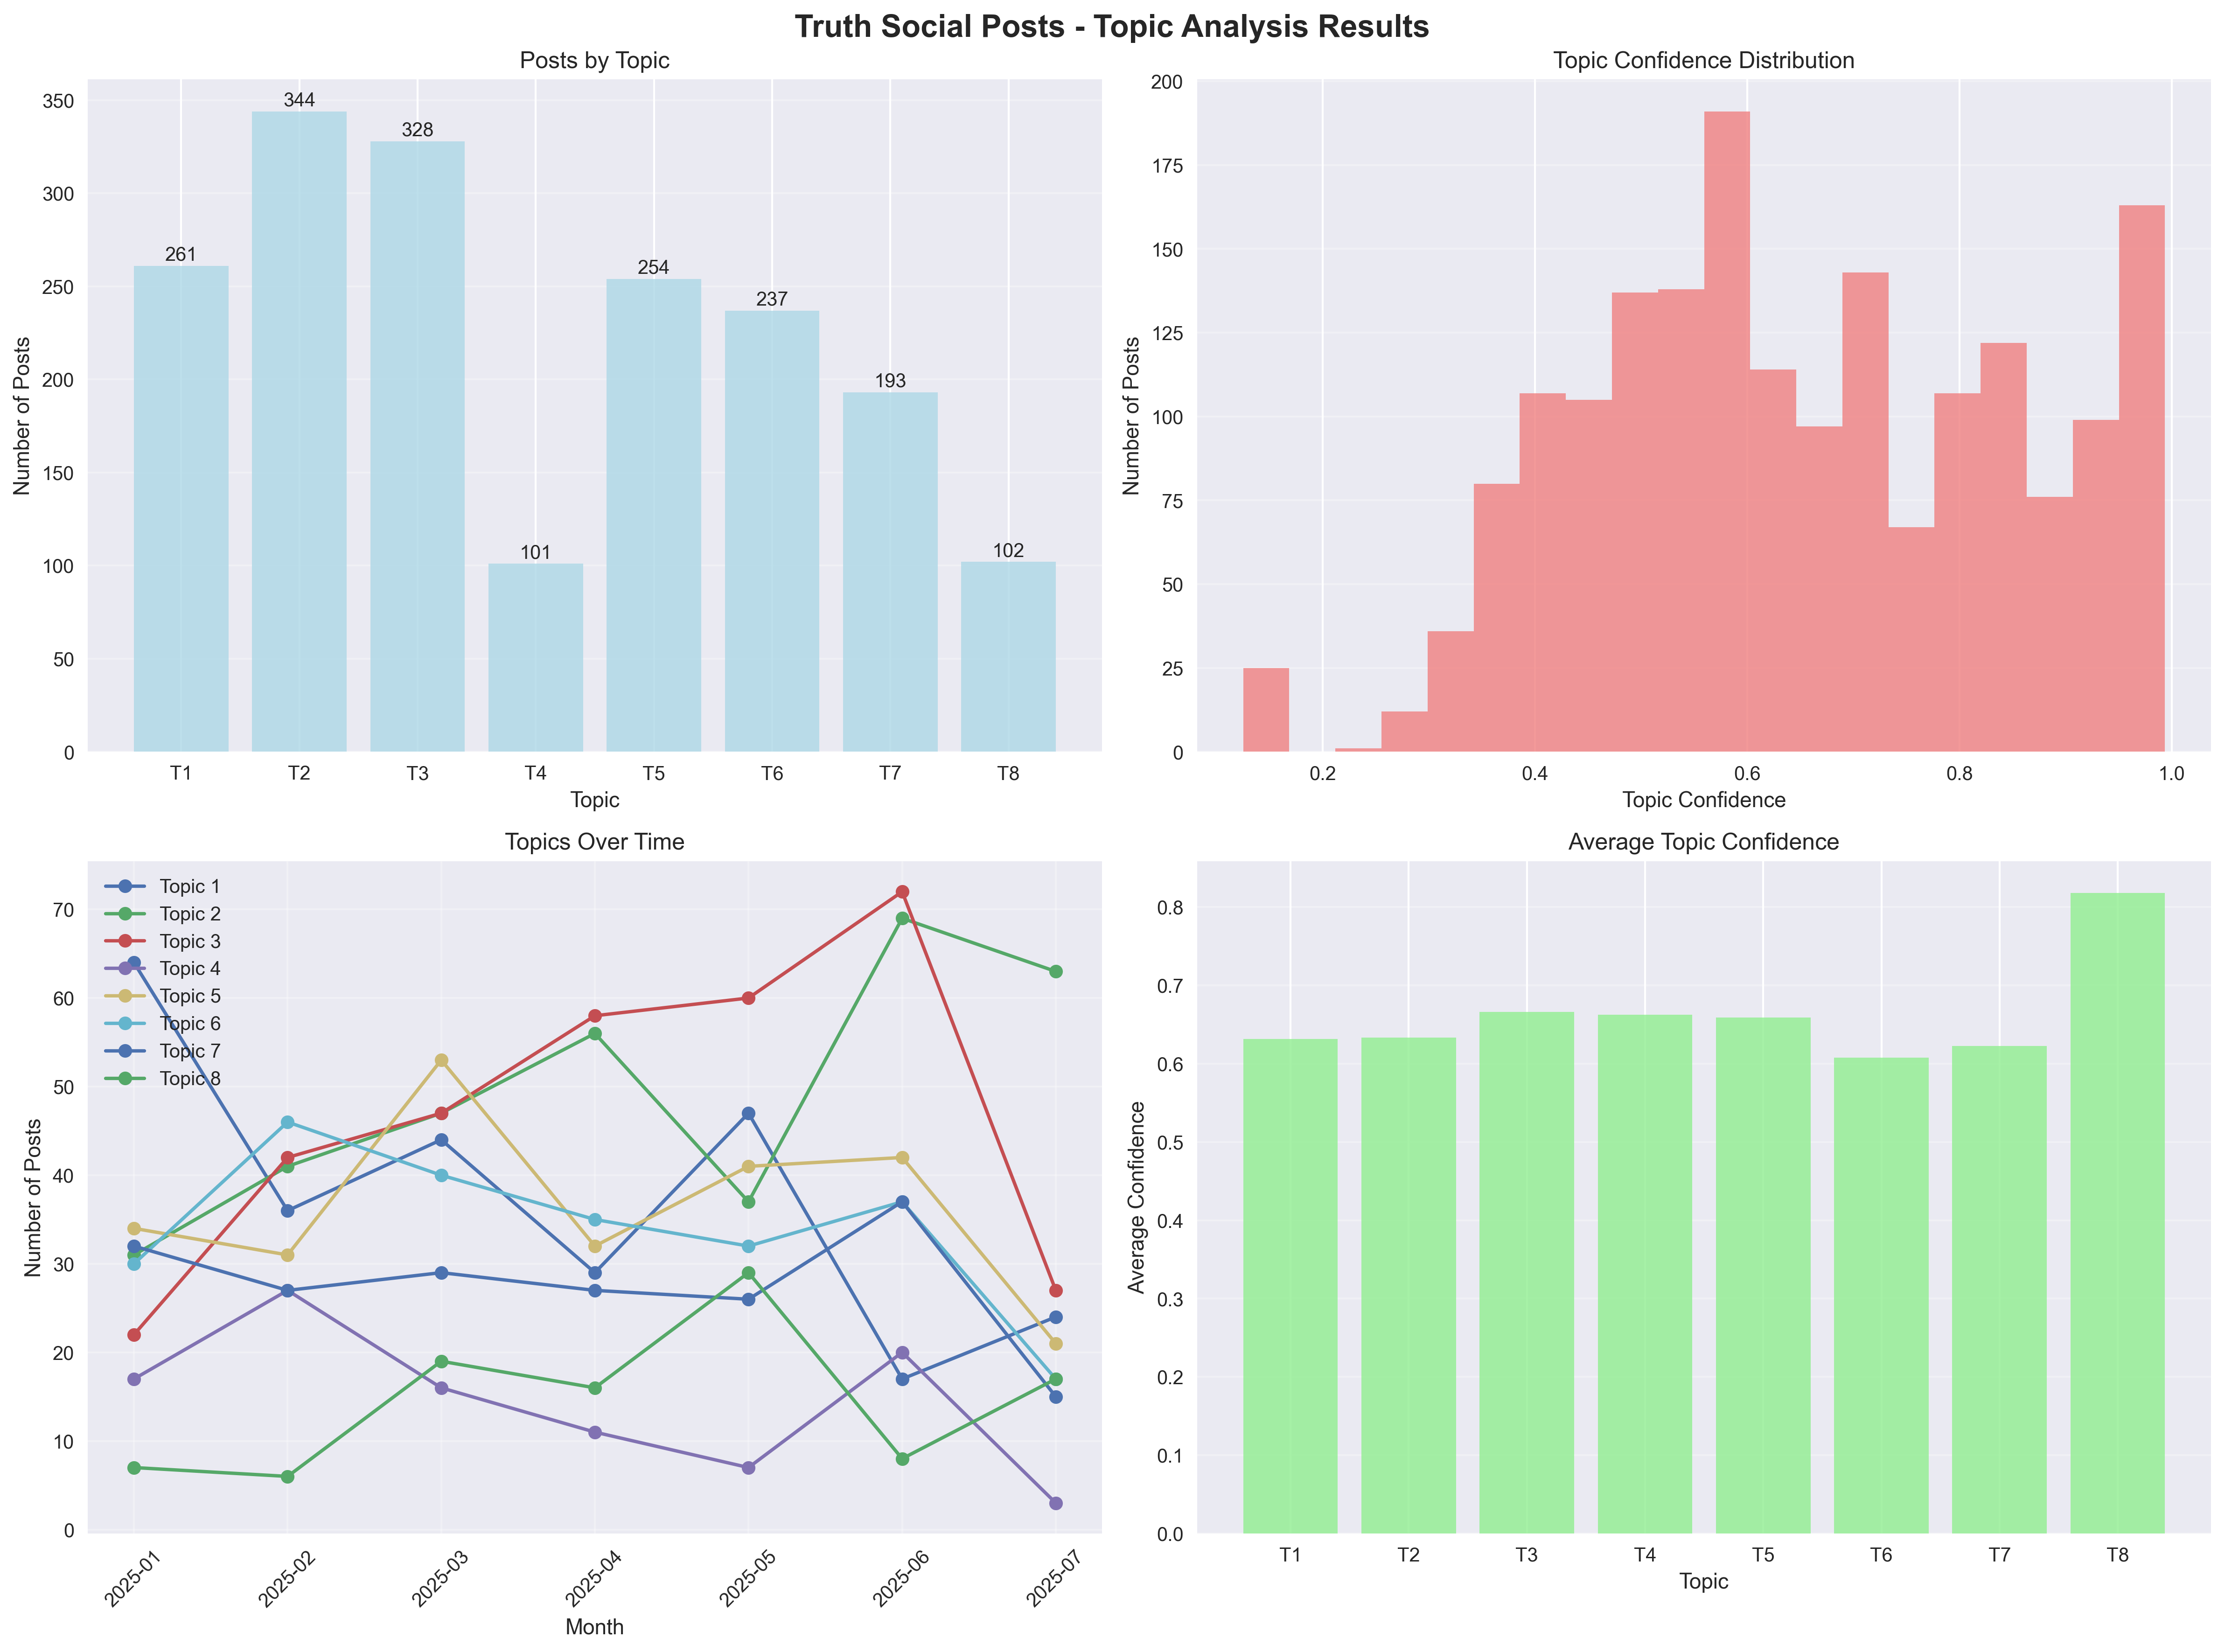 Truth Social Posts - Topic Analysis Results
Posts by Topic
Number of Posts
350
300
250
200
150
100
50
0
261
344
328
101
254
237
193
102
T1 T2 T3 T4 T5 T6 T7 T8
Topic
Topic Confidence Distribution
Number of Posts
200
175
150
125
100
75
50
25
0
0.2 0.4 0.6 0.8 1.0
Topic Confidence
Topics Over Time
Topic 1
Topic 2
Topic 3
Topic 4
Topic 5
Topic 6
Topic 7
Topic 8
Number of Posts
70
60
50
40
30
20
10
0
2025-01 2025-02 2025-03 2025-04 2025-05 2025-06 2025-07
Month
Average Topic Confidence
Average Confidence
0.8
0.7
0.6
0.5
0.4
0.3
0.2
0.1
0.0
T1 T2 T3 T4 T5 T6 T7 T8
Topic